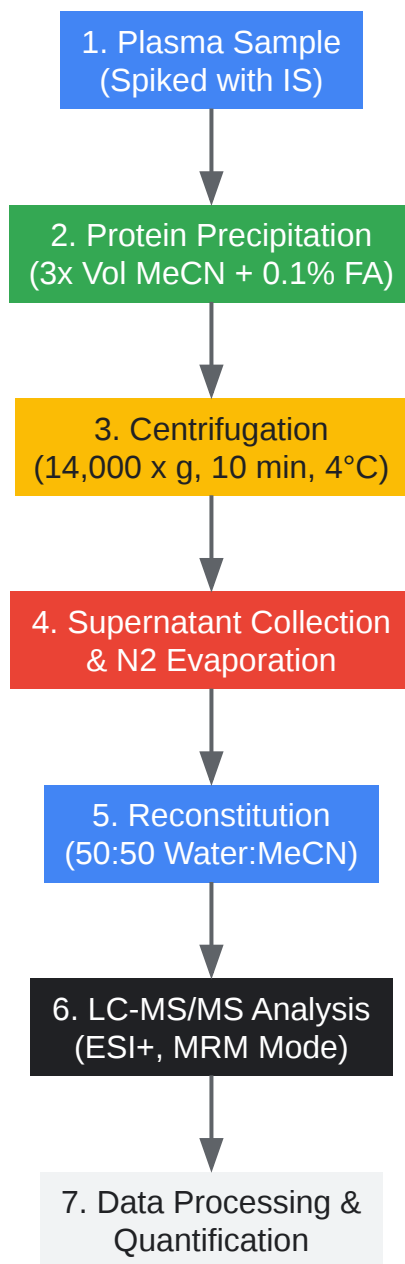 1. Plasma Sample
(Spiked with IS)
2. Protein Precipitation
(3x Vol MeCN + 0.1% FA)
3. Centrifugation
(14,000 x g, 10 min, 4°C)
4. Supernatant Collection
& N2 Evaporation
5. Reconstitution
(50:50 Water:MeCN)
6. LC-MS/MS Analysis
(ESI+, MRM Mode)
7. Data Processing &
Quantification